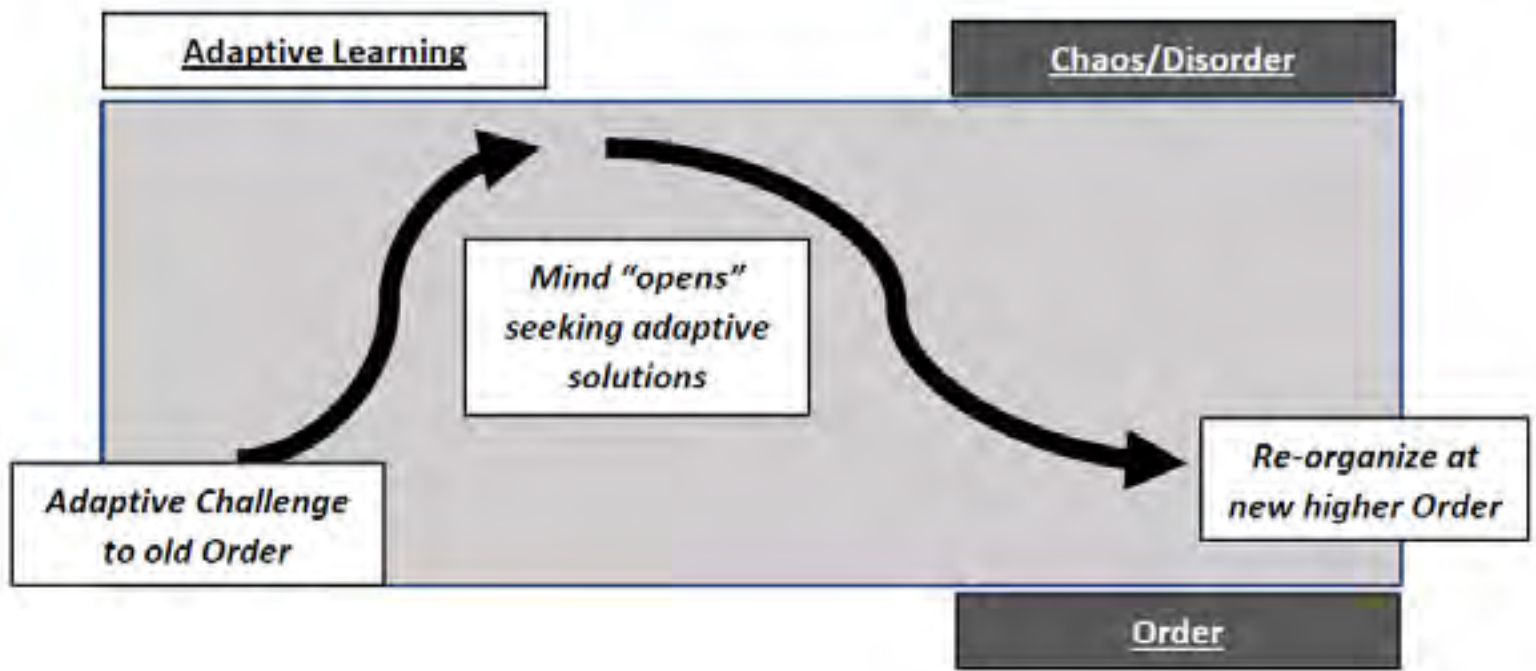 Adaptive Learning
Chaos/Disorder
Mind “opens”
seeking adaptive
solutions
Adaptive Challenge
to old Order
Re-organize at
new higher Order
Order